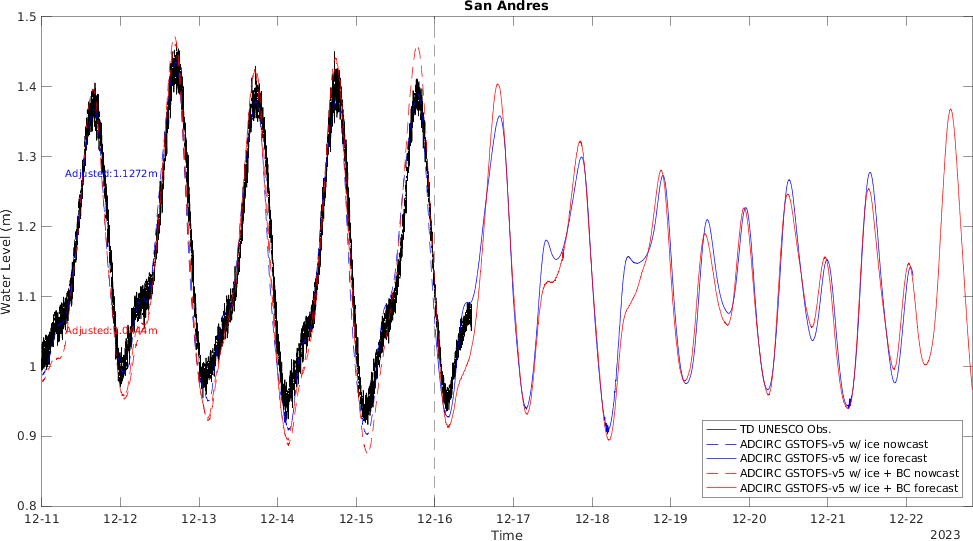 San Andres
1.5
1.4
1.3
1.2
1.1
1
0.9
0.8
Water Level (m)
Adjusted:1.1272m
12-11
12-12
12-13
12-14
12-15
12-16
12-17
12-18
12-19
12-20
12-21
12-22
Time
2023
TD UNESCO Obs.
ADCIRC GSTOFS-v5 w/ ice nowcast
ADCIRC GSTOFS-v5 w/ ice forecast
ADCIRC GSTOFS-v5 w/ ice + BC nowcast
ADCIRC GSTOFS-v5 w/ ice + BC forecast